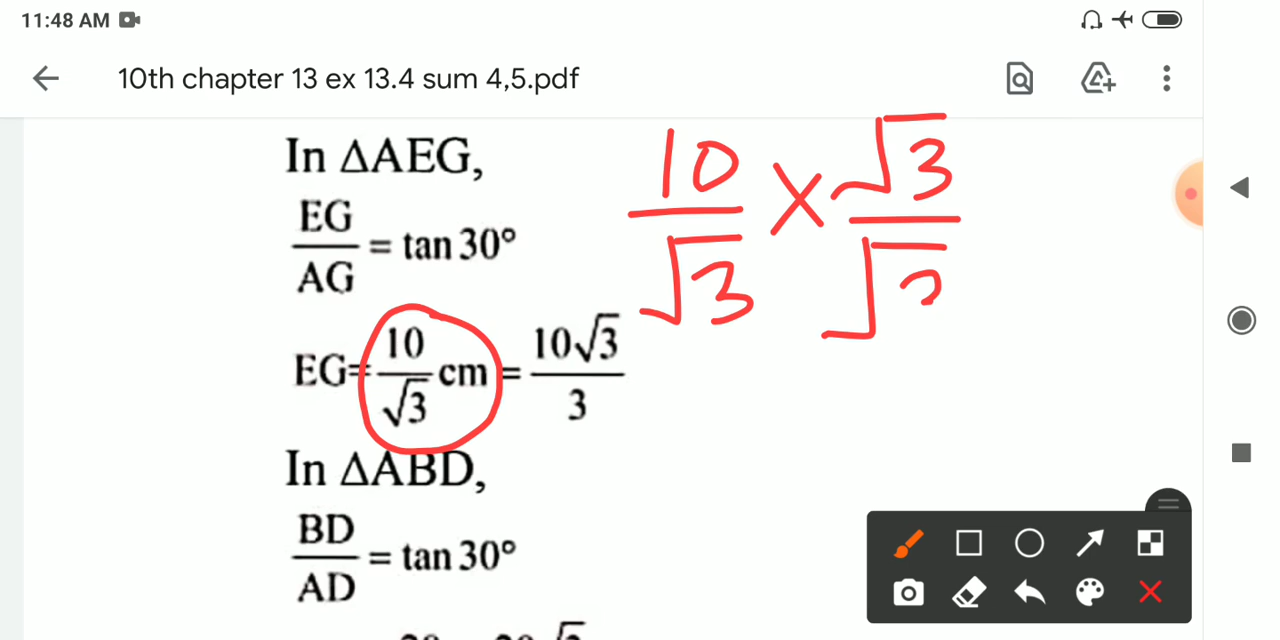 11:48 AM
10th chapter 13 ex 13.4 sum 4,5.pdf
In ΔAEG,
EG/AG = tan 30°
EG= 10/√3 cm = 10√3/3
10/√3 × √3/√
In ΔABD,
BD/AD = tan 30°